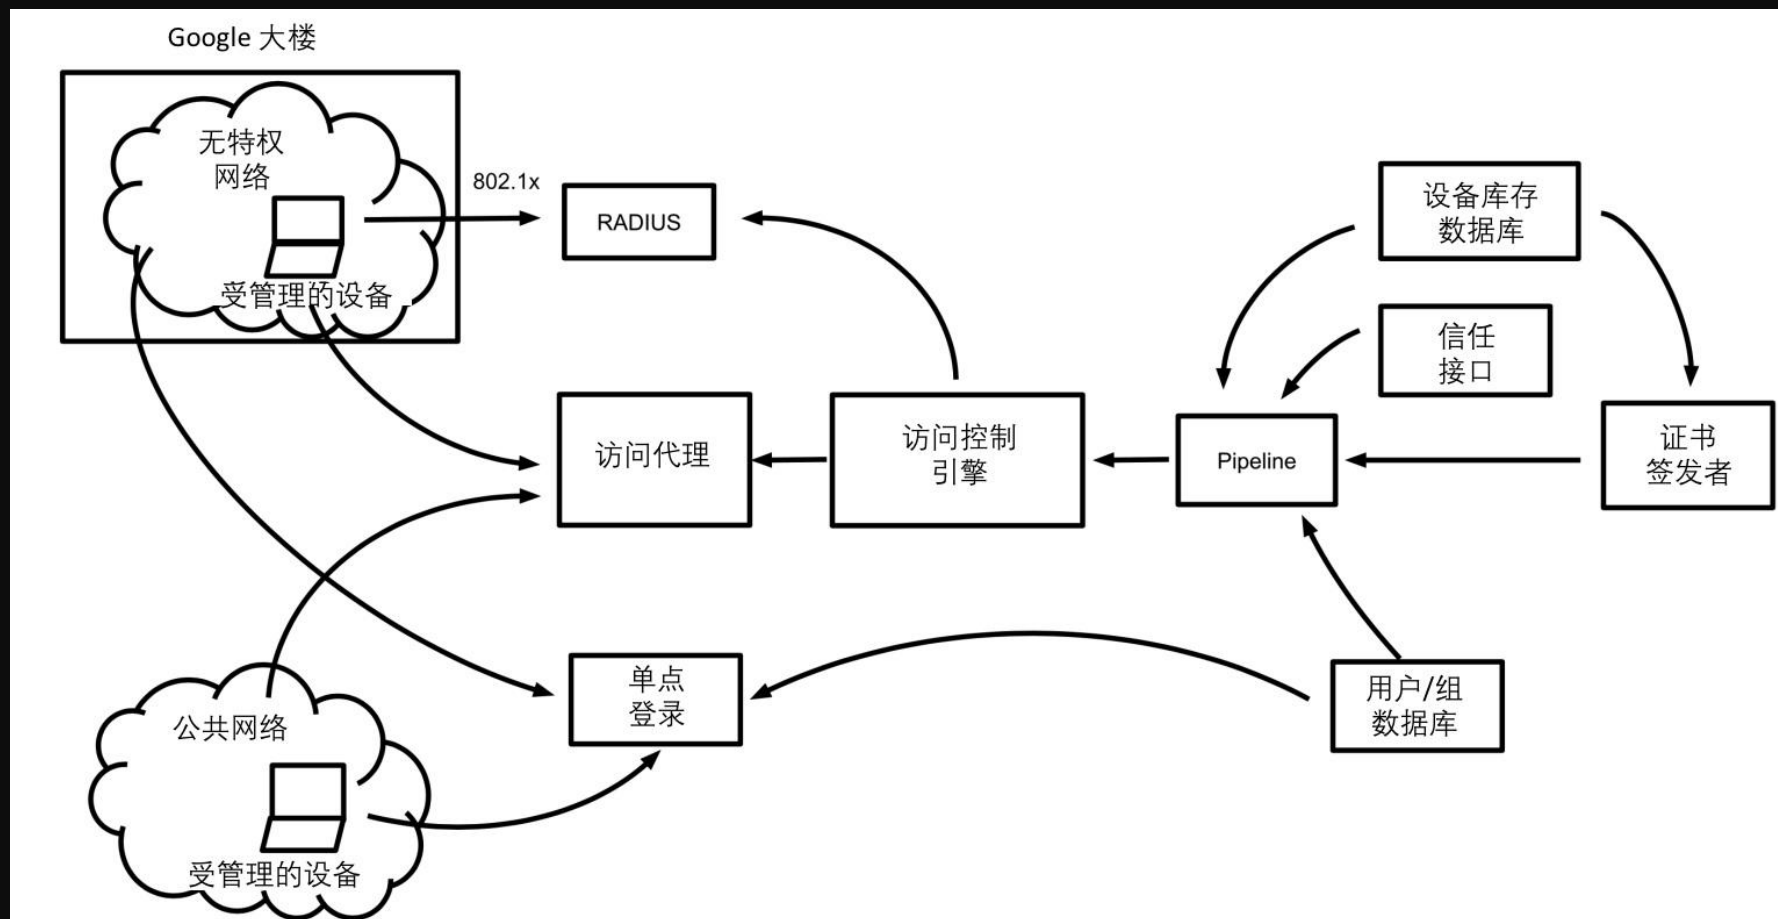 Google 大楼
无特权
网络
受管理的设备
802.1x
RADIUS
设备库存
数据库
信任
接口
访问代理
访问控制
引擎
Pipeline
证书
签发者
单点
登录
用户/组
数据库
公共网络
受管理的设备